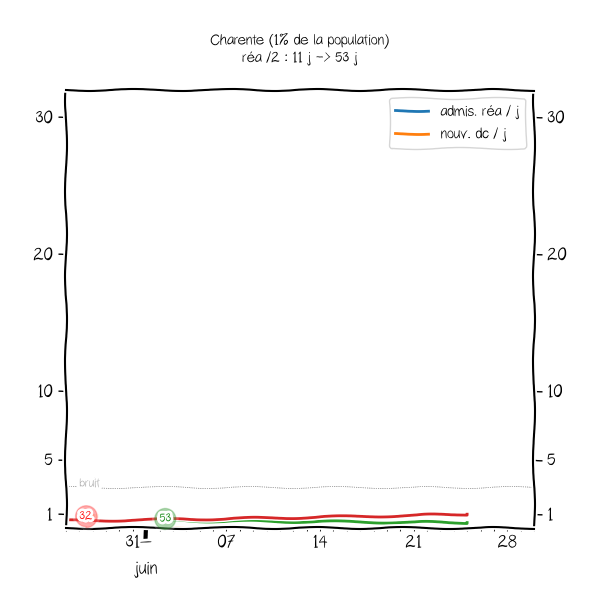 Charente (1% de la population)
réa /2 : 11 j -> 53 j
admis. réa / j
nouv. dc / j
30
30
20
20
10
10
5
5
bruit
1
32
53
1
31
07
14
21
28
juin